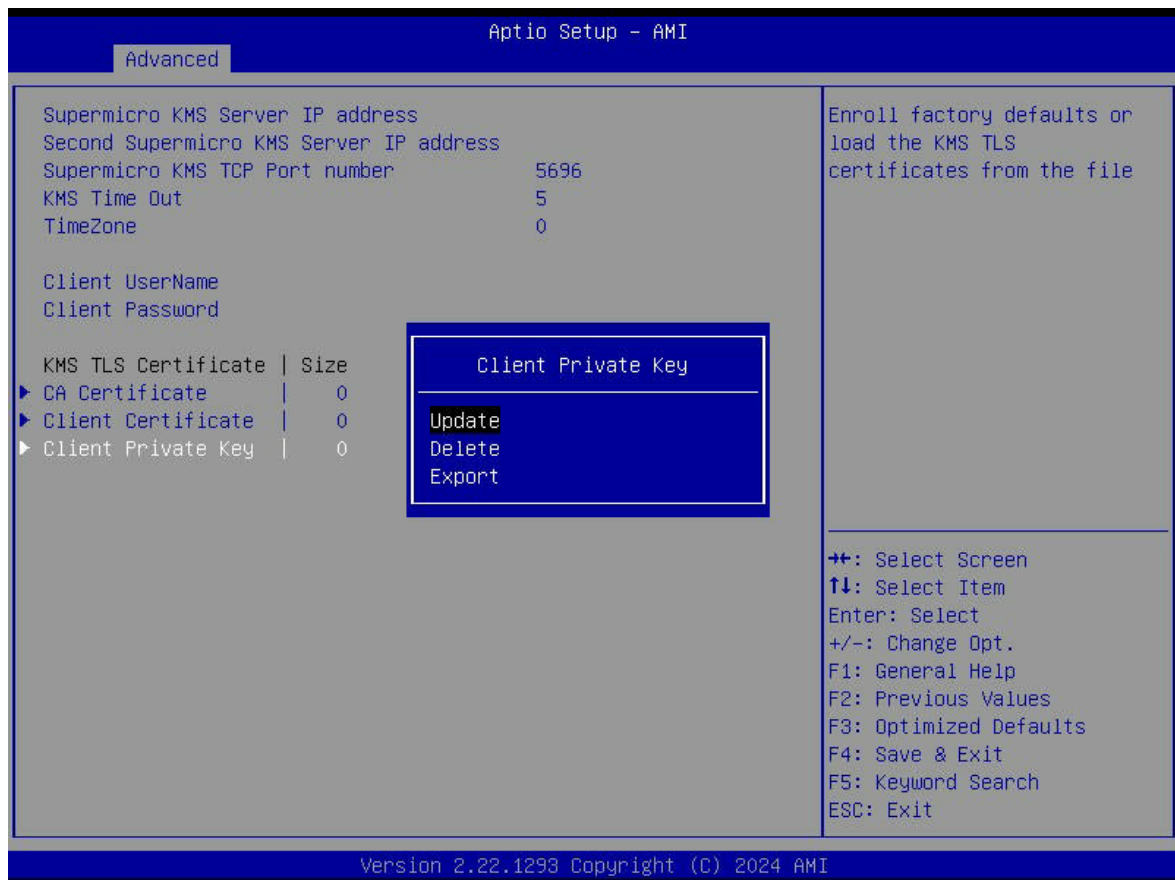 Aptio Setup – AMI
Advanced
Supermicro KMS Server IP address
Second Supermicro KMS Server IP address
Supermicro KMS TCP Port number 5696
KMS Time Out 5
TimeZone 0
Client UserName
Client Password
KMS TLS Certificate | Size
CA Certificate | 0
Client Certificate | 0
Client Private Key | 0
Client Private Key
Update
Delete
Export
Enroll factory defaults or
load the KMS TLS
certificates from the file
→←: Select Screen
↑↓: Select Item
Enter: Select
+/-: Change Opt.
F1: General Help
F2: Previous Values
F3: Optimized Defaults
F4: Save & Exit
F5: Keyword Search
ESC: Exit
Version 2.22.1293 Copyright (C) 2024 AMI